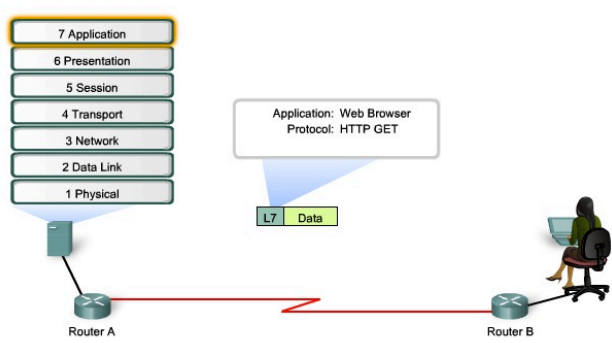 7 Application
6 Presentation
5 Session
4 Transport
3 Network
2 Data Link
1 Physical
Application: Web Browser
Protocol: HTTP GET
L7 Data
Router A
Router B